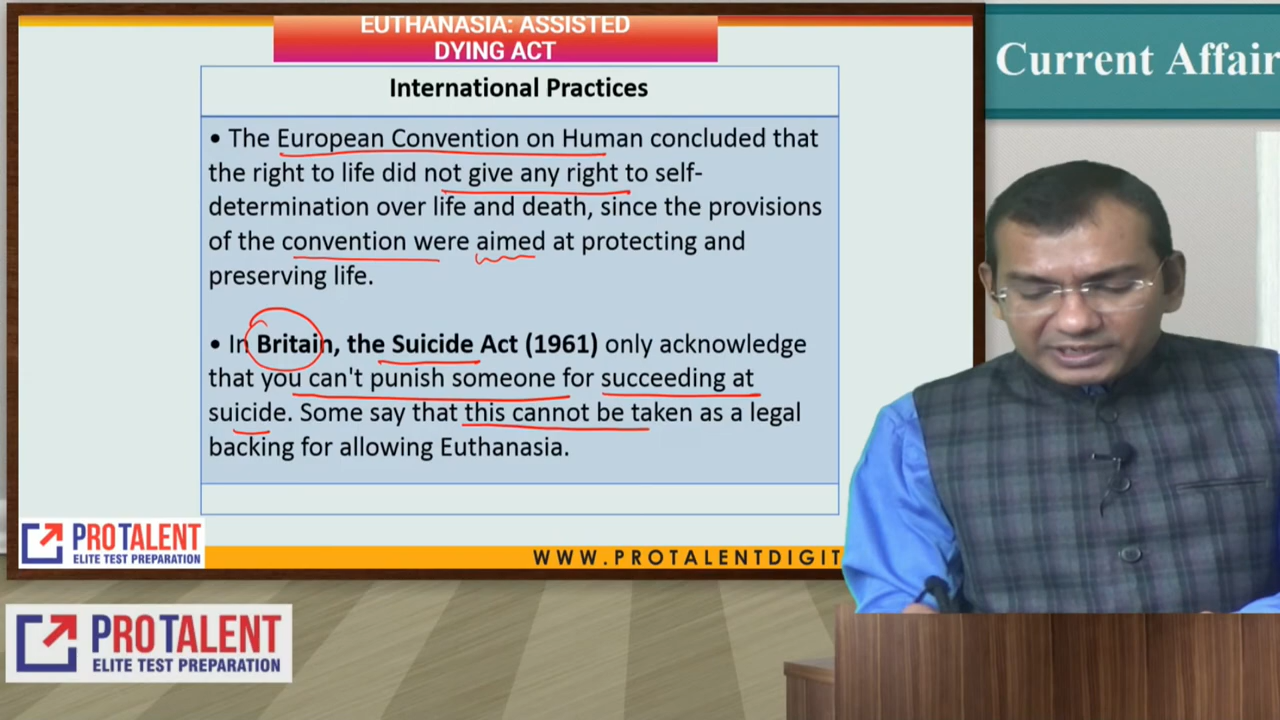 EUTHANASIA: ASSISTED
DYING ACT
Current Affair
International Practices
• The European Convention on Human concluded that
the right to life did not give any right to self-
determination over life and death, since the provisions
of the convention were aimed at protecting and
preserving life.
• In Britain, the Suicide Act (1961) only acknowledge
that you can't punish someone for succeeding at
suicide. Some say that this cannot be taken as a legal
backing for allowing Euthanasia.
PROTALENT
ELITE TEST PREPARATION
WWW.PROTALENTDIGIT
PROTALENT
ELITE TEST PREPARATION